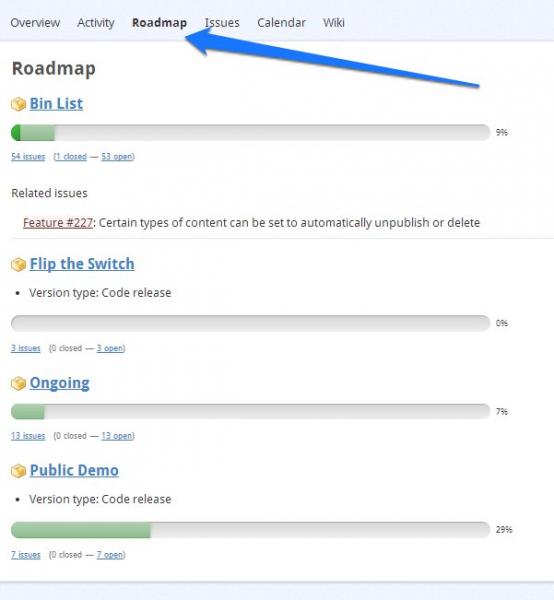 Overview Activity Roadmap Issues Calendar Wiki
Roadmap
Bin List
9%
54 issues (1 closed — 53 open)
Related issues
Feature #227: Certain types of content can be set to automatically unpublish or delete
Flip the Switch
• Version type: Code release
0%
3 issues (0 closed — 3 open)
Ongoing
7%
13 issues (0 closed — 13 open)
Public Demo
• Version type: Code release
29%
7 issues (0 closed — 7 open)